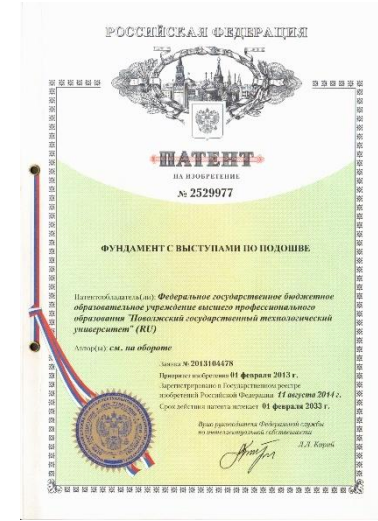 РОССИЙСКАЯ ФЕДЕРАЦИЯ
ПАТЕНТ
НА ИЗОБРЕТЕНИЕ
№ 2529977
ФУНДАМЕНТ С ВЫСТУПАМИ ПО ПОДОШВЕ
Патентообладатель(ли): Федеральное государственное бюджетное
образовательное учреждение высшего профессионального
образования "Поволжский государственный технологический
университет" (RU)
Автор(ы): см. на обороте
Заявка № 2013104478
Приоритет изобретения 01 февраля 2013 г.
Зарегистрировано в Государственном реестре
изобретений Российской Федерации 11 августа 2014 г.
Срок действия патента истекает 01 февраля 2033 г.
Врио руководителя Федеральной службы
по интеллектуальной собственности
Л.Л. Кирий